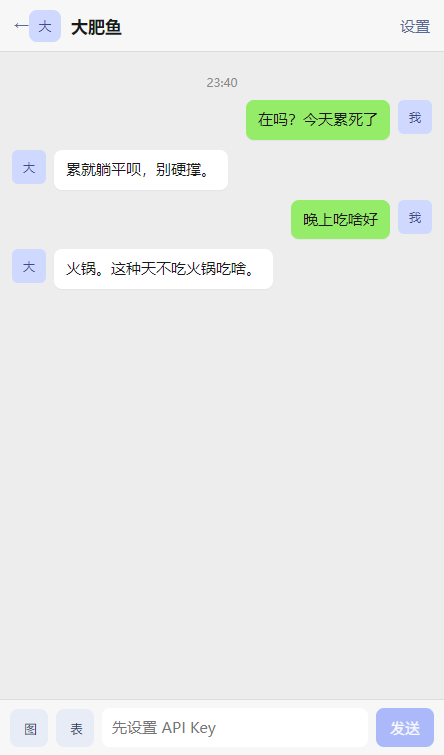 ← 大 大肥鱼 设置
23:40
在吗？今天累死了 我
大 累就躺平呗，别硬撑。
晚上吃啥好 我
大 火锅。这种天不吃火锅吃啥。
图 表 先设置 API Key 发送